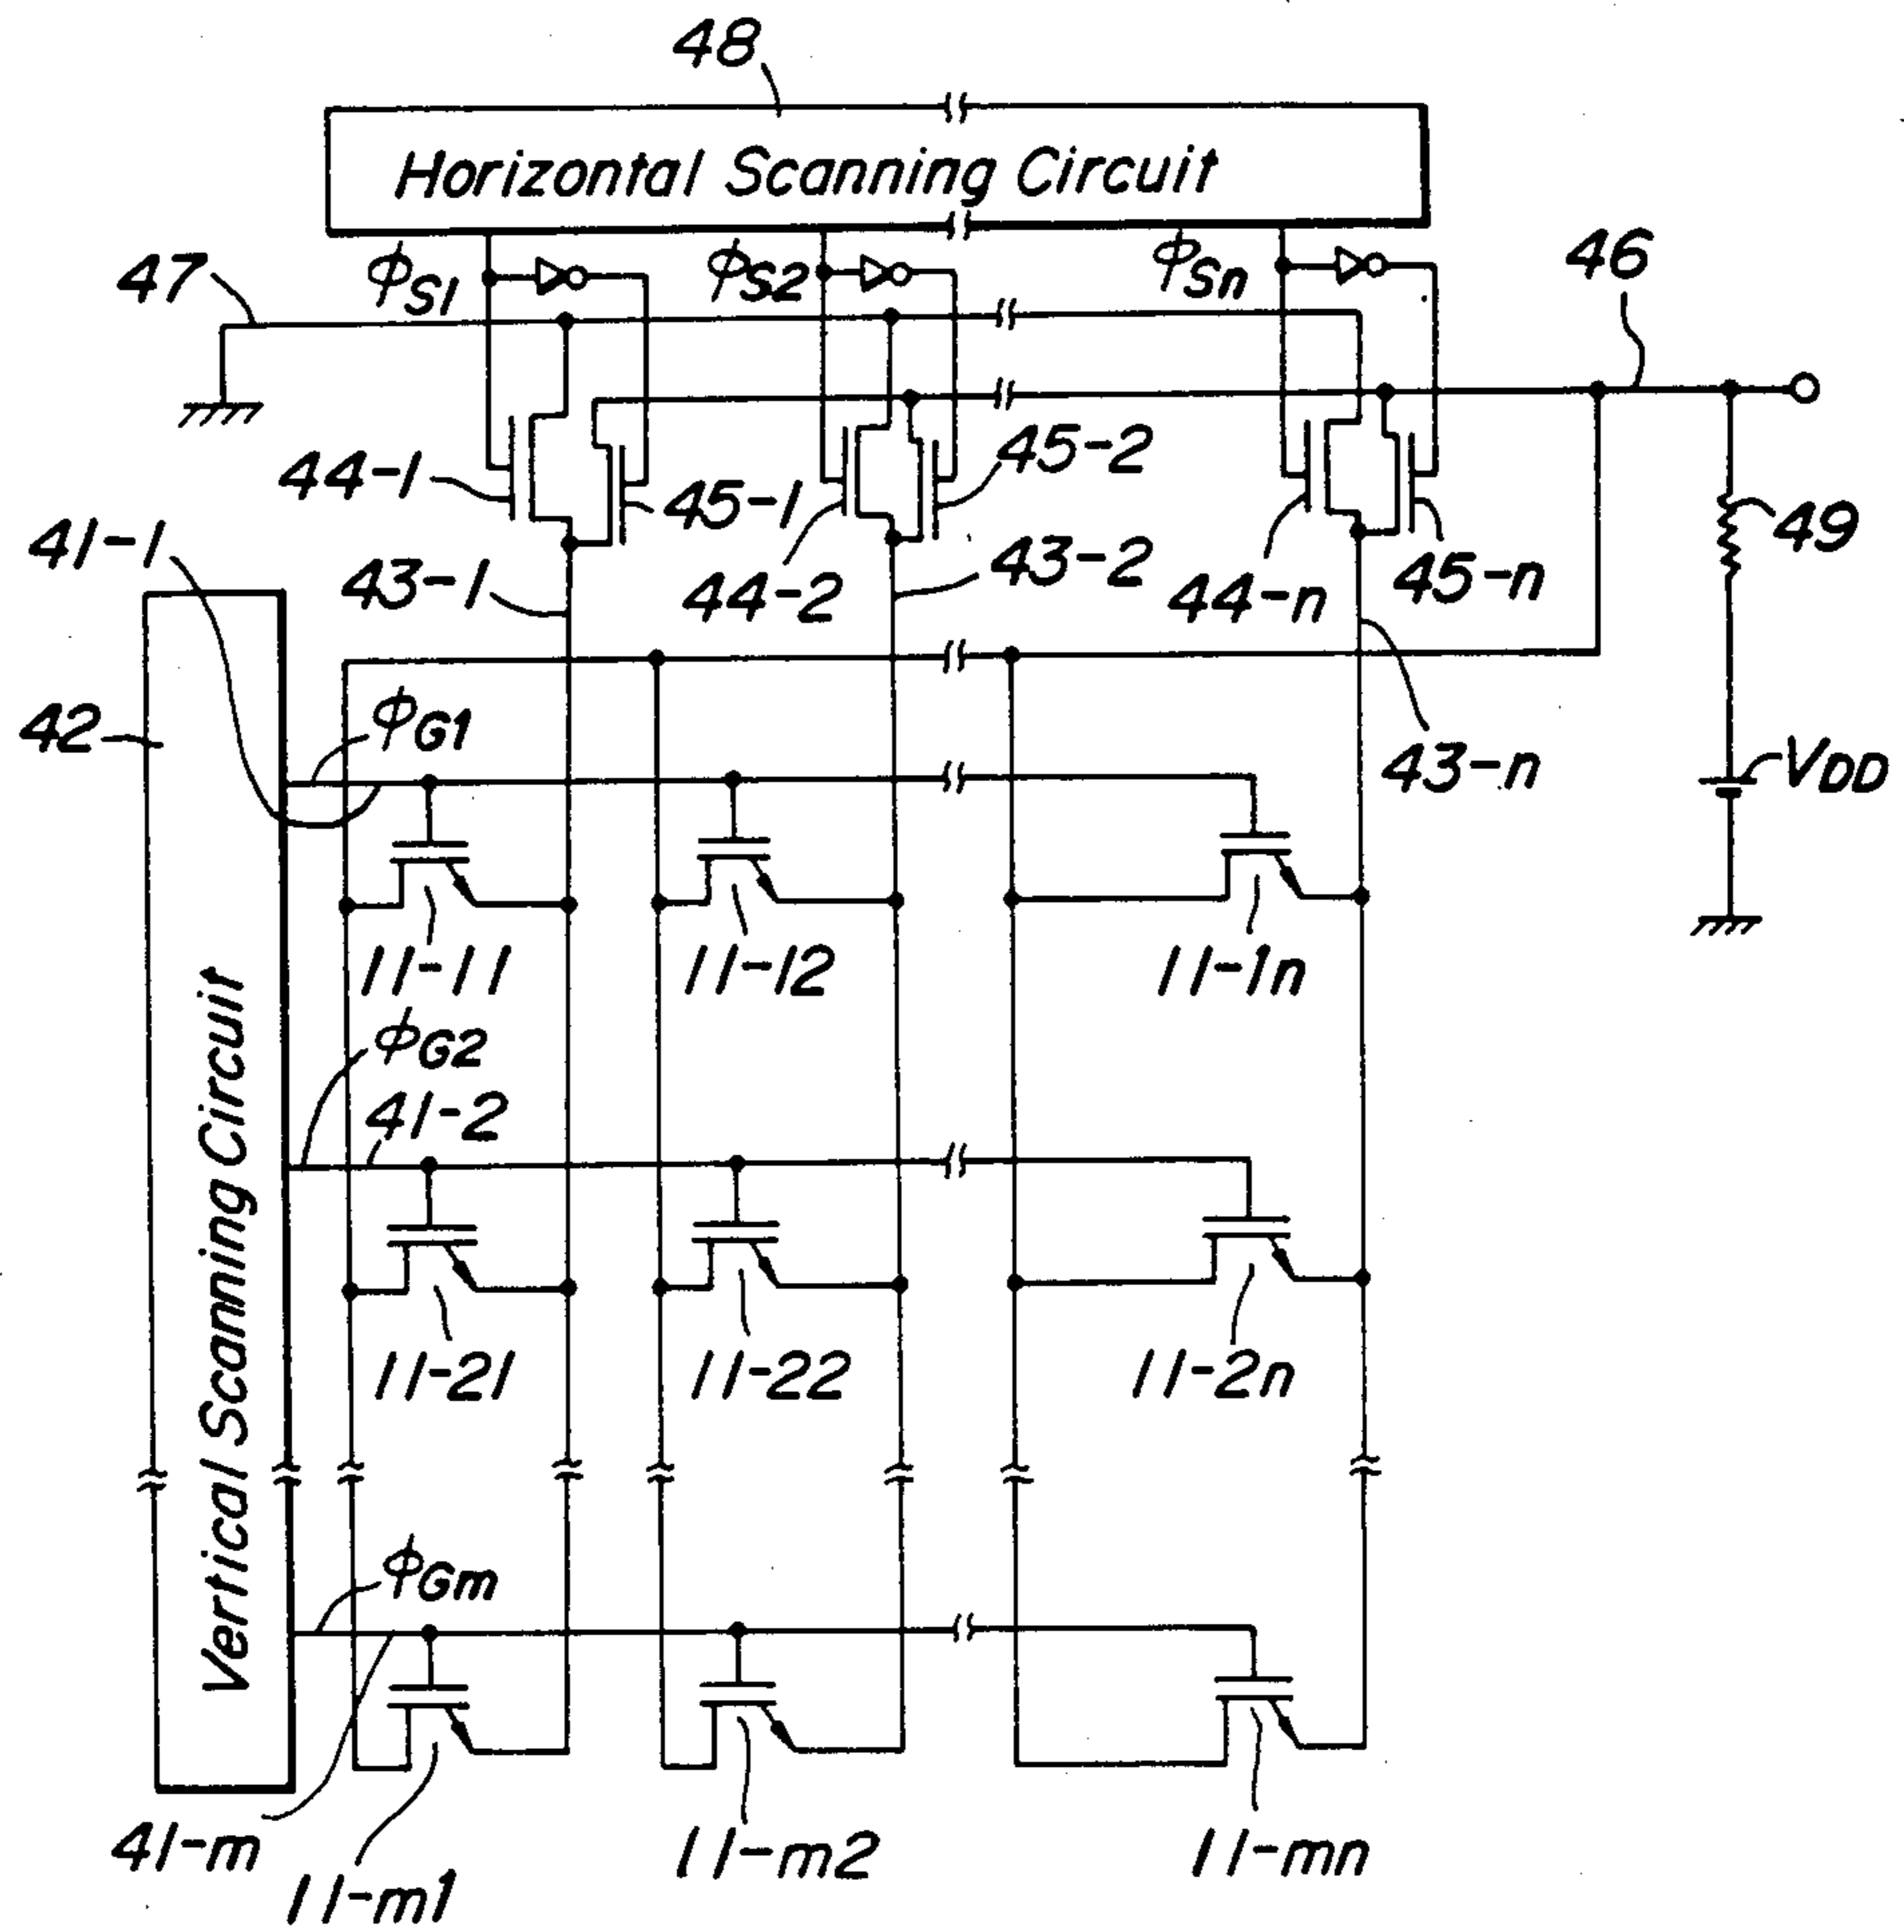 48
Horizontal Scanning Circuit
47
ϕS1
ϕS2
ϕSn
46
44-1
45-1
45-2
49
41-1
43-1
44-2
43-2
44-n
45-n
42
ϕG1
43-n
VDD
11-11
11-12
11-1n
ϕG2
41-2
Vertical Scanning Circuit
11-21
11-22
11-2n
ϕGm
41-m
11-m1
11-m2
11-mn